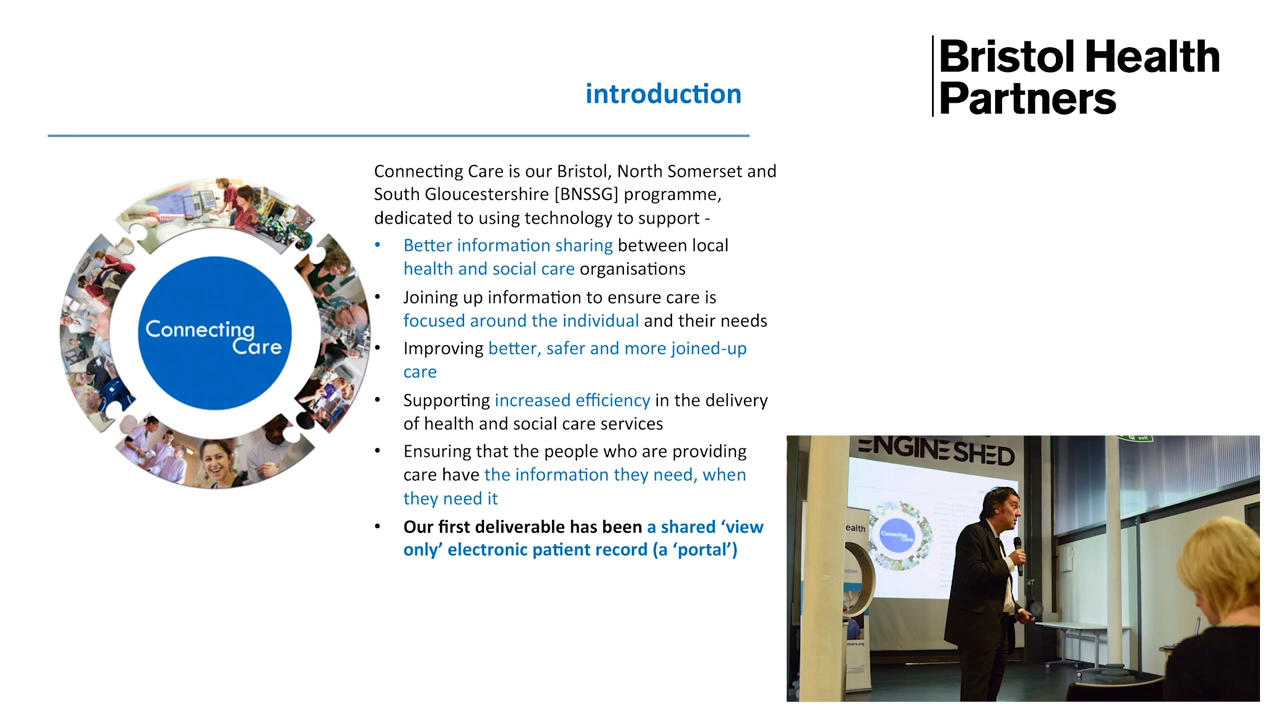 Bristol Health
Partners
introduction
Connecting Care is our Bristol, North Somerset and
South Gloucestershire [BNSSG] programme,
dedicated to using technology to support -
• Better information sharing between local
health and social care organisations
• Joining up information to ensure care is
focused around the individual and their needs
• Improving better, safer and more joined-up
care
• Supporting increased efficiency in the delivery
of health and social care services
• Ensuring that the people who are providing
care have the information they need, when
they need it
• Our first deliverable has been a shared ‘view
only’ electronic patient record (a ‘portal’)
Connecting
Care
ENGINE SHED
Connecting
Care
ealth